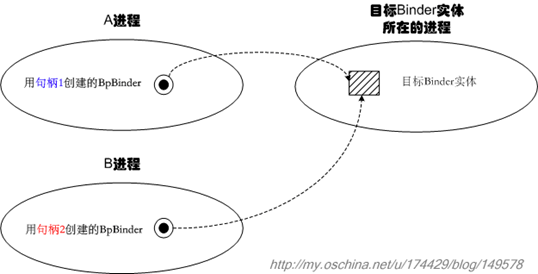 A进程
目标Binder实体
所在的进程
用句柄1创建的BpBinder
目标Binder实体
B进程
用句柄2创建的BpBinder
http://my.oschina.net/u/174429/blog/149578